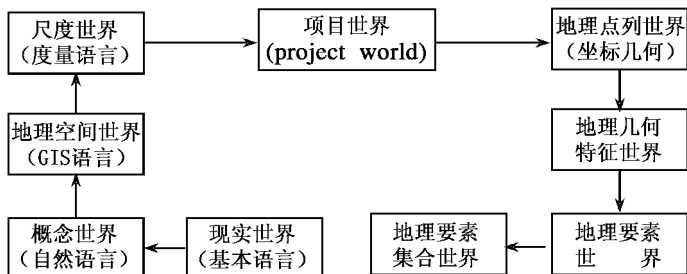 尺度世界
（度量语言）
项目世界
(project world)
地理点列世界
（坐标几何）
地理空间世界
（GIS语言）
地理几何
特征世界
概念世界
（自然语言）
现实世界
（基本语言）
地理要素
集合世界
地理要素
世　　界